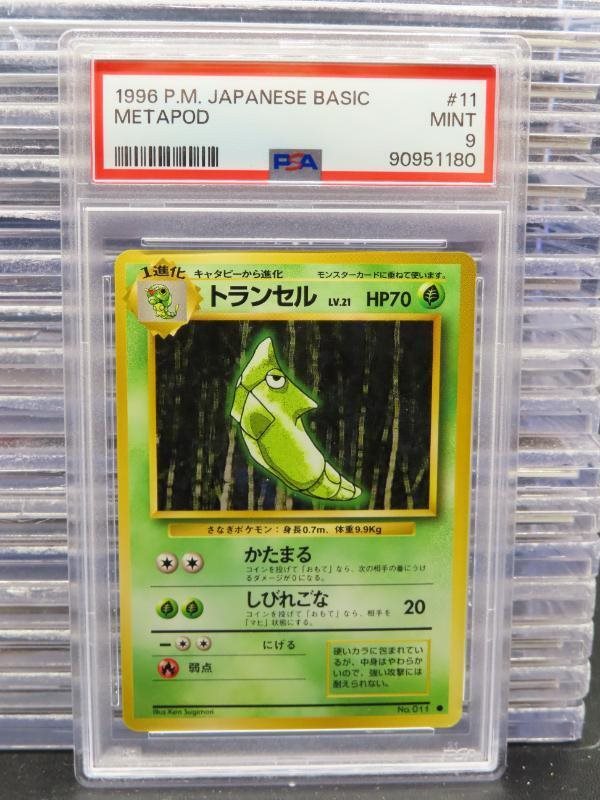 1996 P.M. JAPANESE BASIC #11
METAPOD MINT
9
PSA 90951180
1進化 キャタピーから進化 モンスターカードに重ねて使います。
トランセル LV.21 HP70
さなぎポケモン：身長0.7m、体重9.9Kg
かたまる
コインを投げて「おもて」なら、次の相手の番にうけ
るダメージが0になる。
しびれごな 20
コインを投げて「おもて」なら、相手を
「マヒ」状態にする。
にげる
弱点
硬いカラに包まれてい
るが、中身はやわらか
いので、強い攻撃には
耐えられない。
Illus.Ken Sugimori No.011